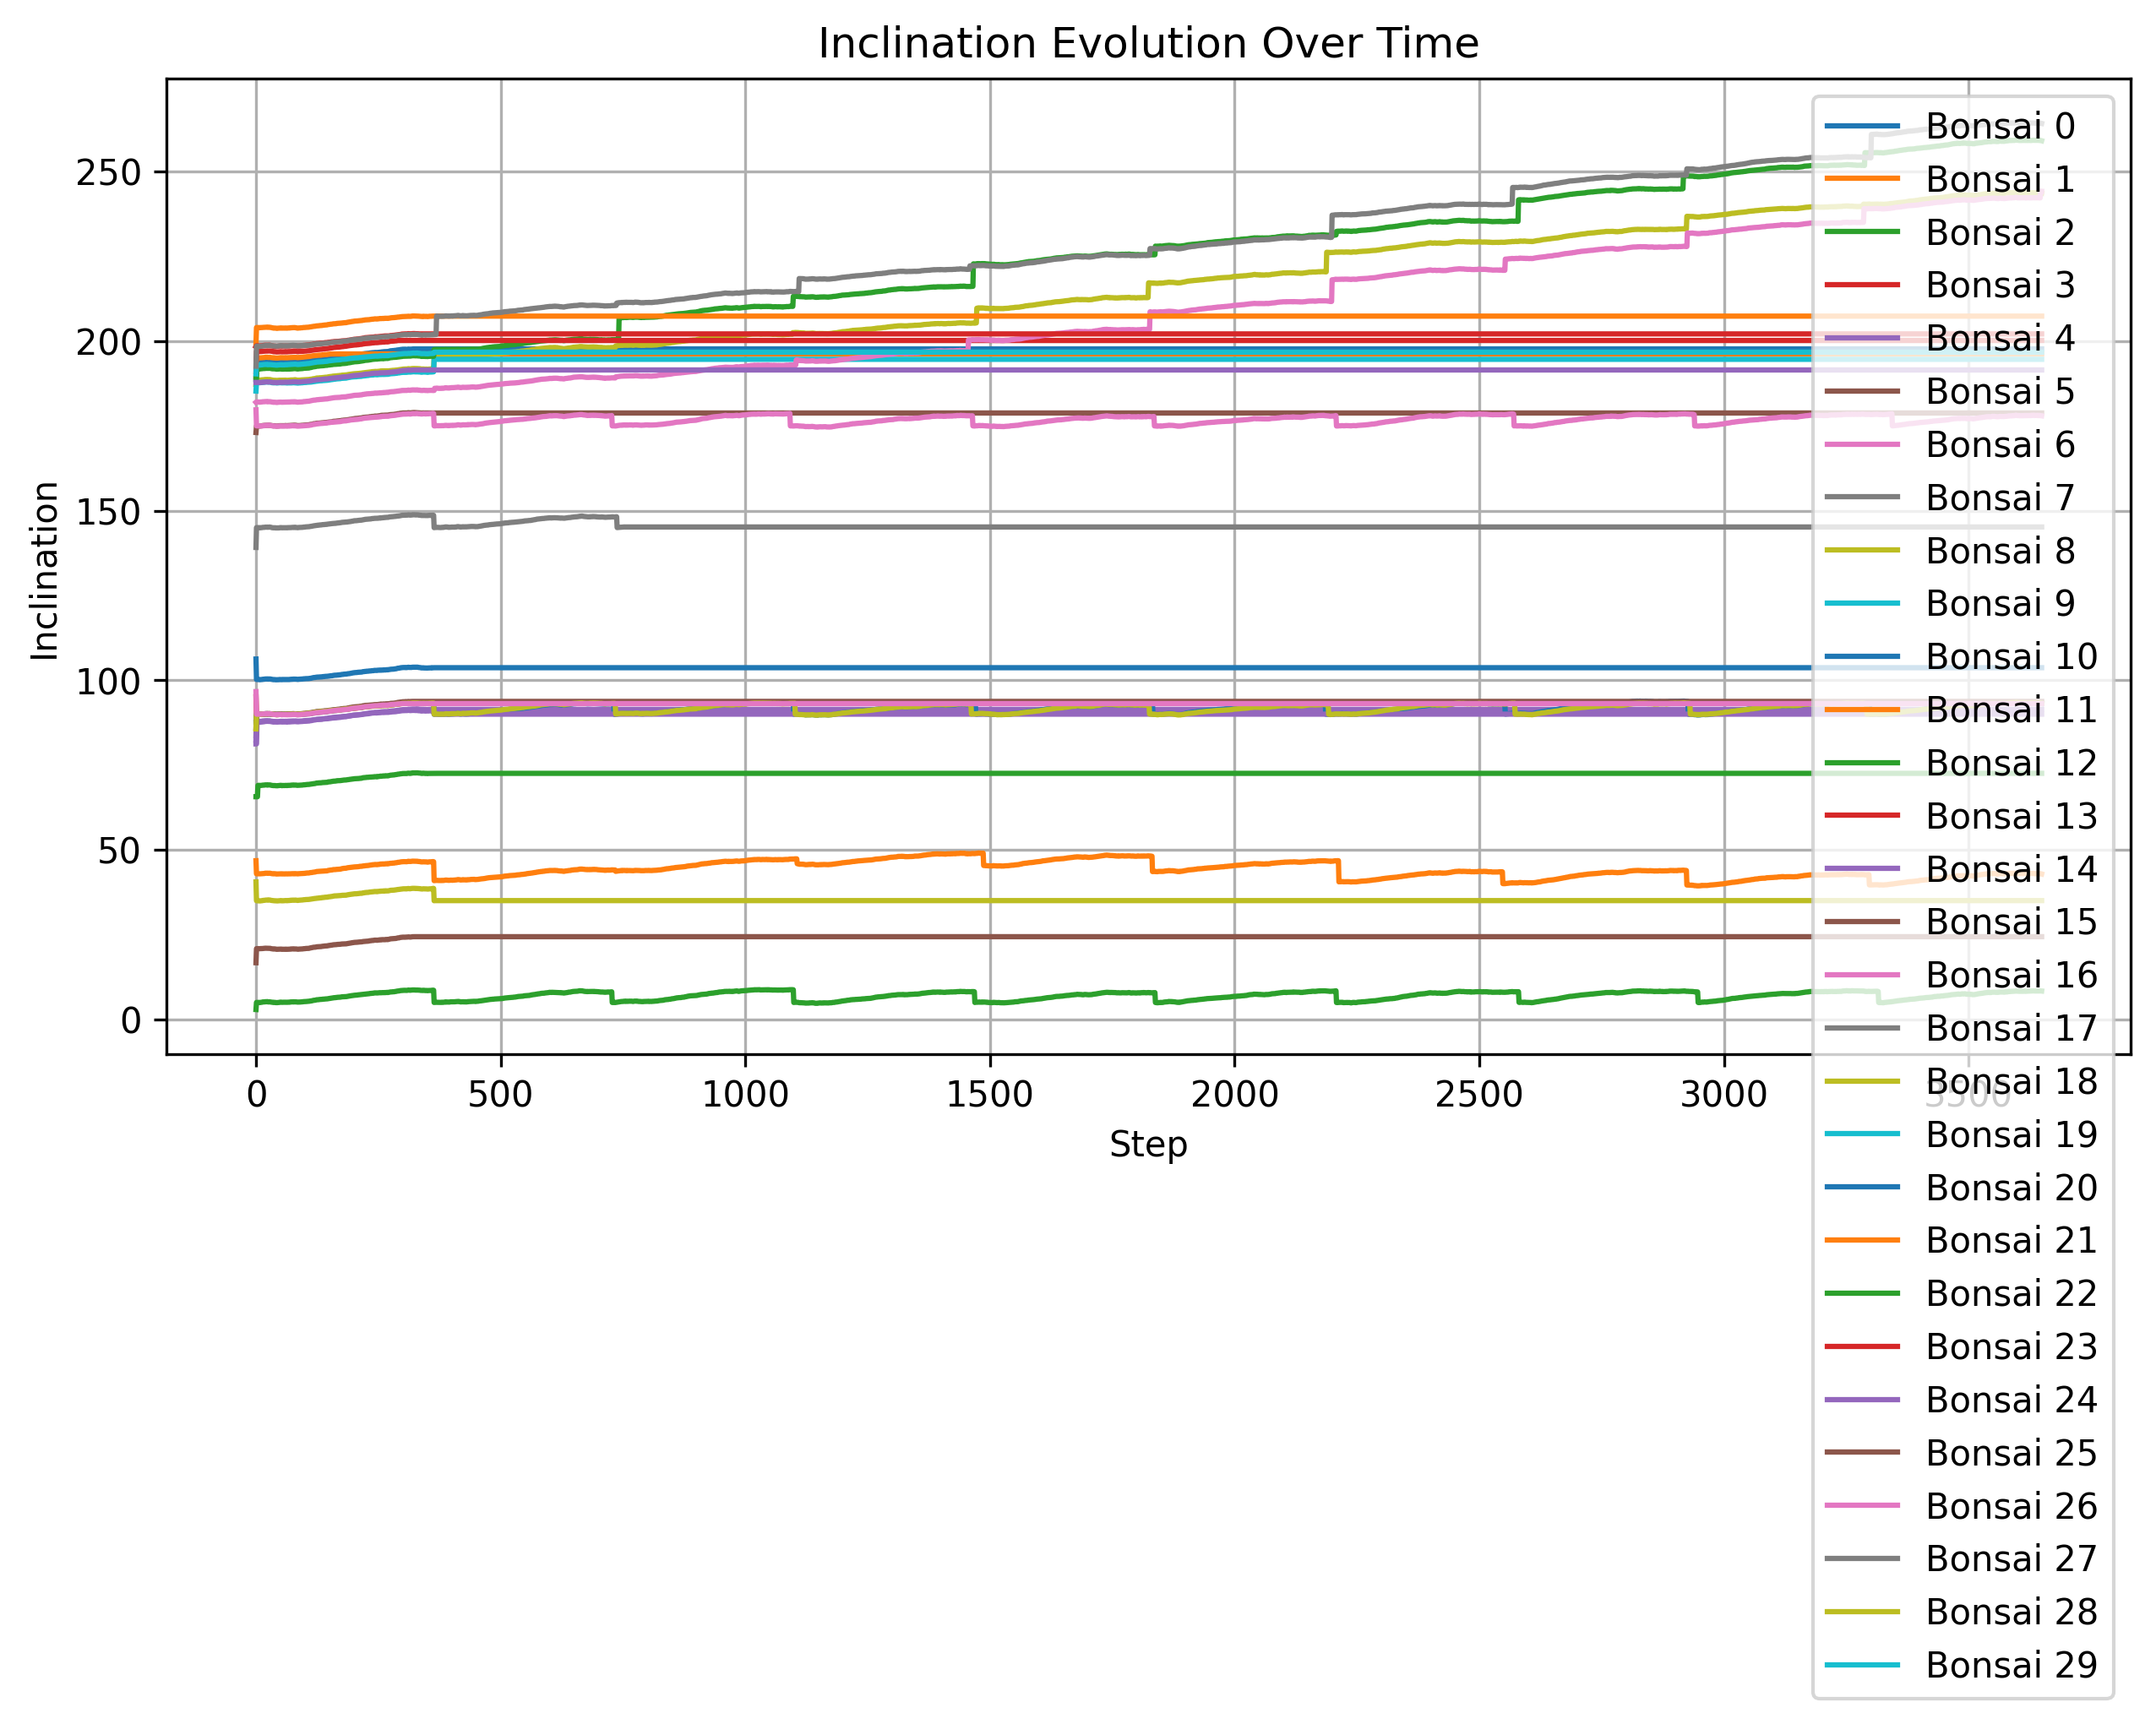 Inclination Evolution Over Time
Inclination
250
200
150
100
50
0
0 500 1000 1500 2000 2500 3000 3500
Step
Bonsai 0
Bonsai 1
Bonsai 2
Bonsai 3
Bonsai 4
Bonsai 5
Bonsai 6
Bonsai 7
Bonsai 8
Bonsai 9
Bonsai 10
Bonsai 11
Bonsai 12
Bonsai 13
Bonsai 14
Bonsai 15
Bonsai 16
Bonsai 17
Bonsai 18
Bonsai 19
Bonsai 20
Bonsai 21
Bonsai 22
Bonsai 23
Bonsai 24
Bonsai 25
Bonsai 26
Bonsai 27
Bonsai 28
Bonsai 29